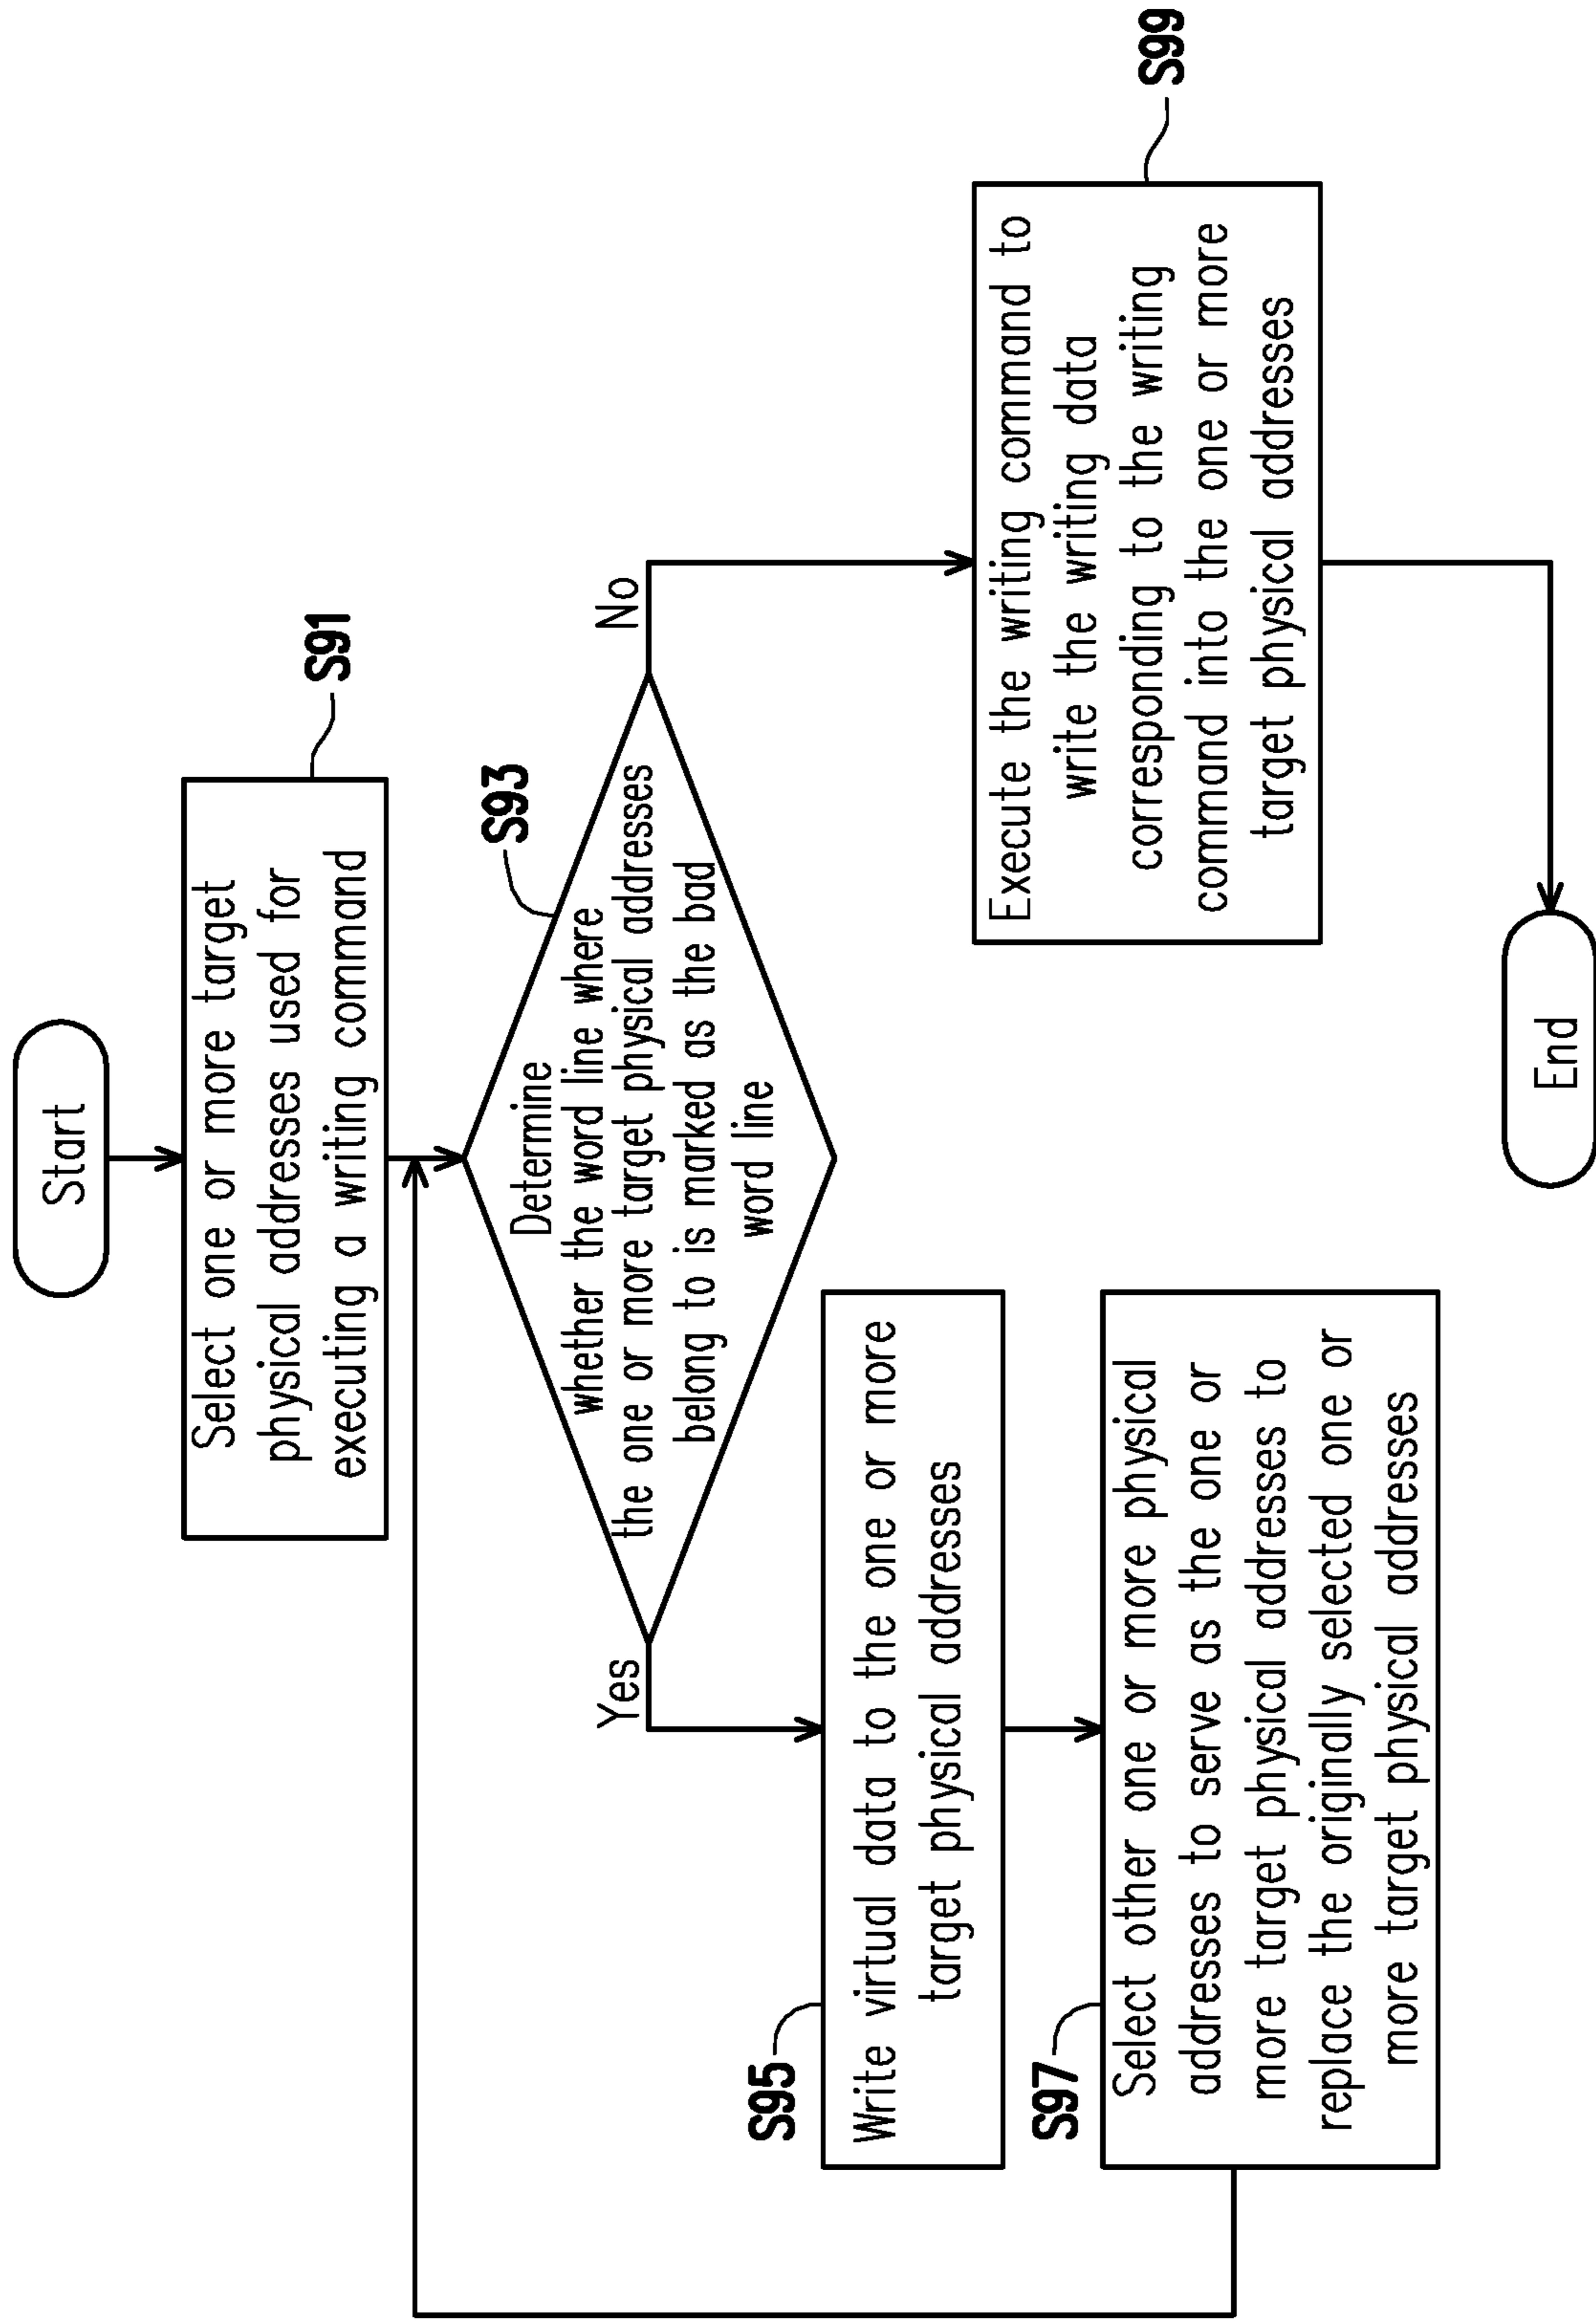 Start
Select one or more target
physical addresses used for
executing a writing command
S91
Determine
whether the word line where
the one or more target physical addresses
belong to is marked as the bad
word line
S93
Yes
No
S95
Write virtual data to the one or more
target physical addresses
S97
Select other one or more physical
addresses to serve as the one or
more target physical addresses to
replace the originally selected one or
more target physical addresses
Execute the writing command to
write the writing data
corresponding to the writing
command into the one or more
target physical addresses
S99
End